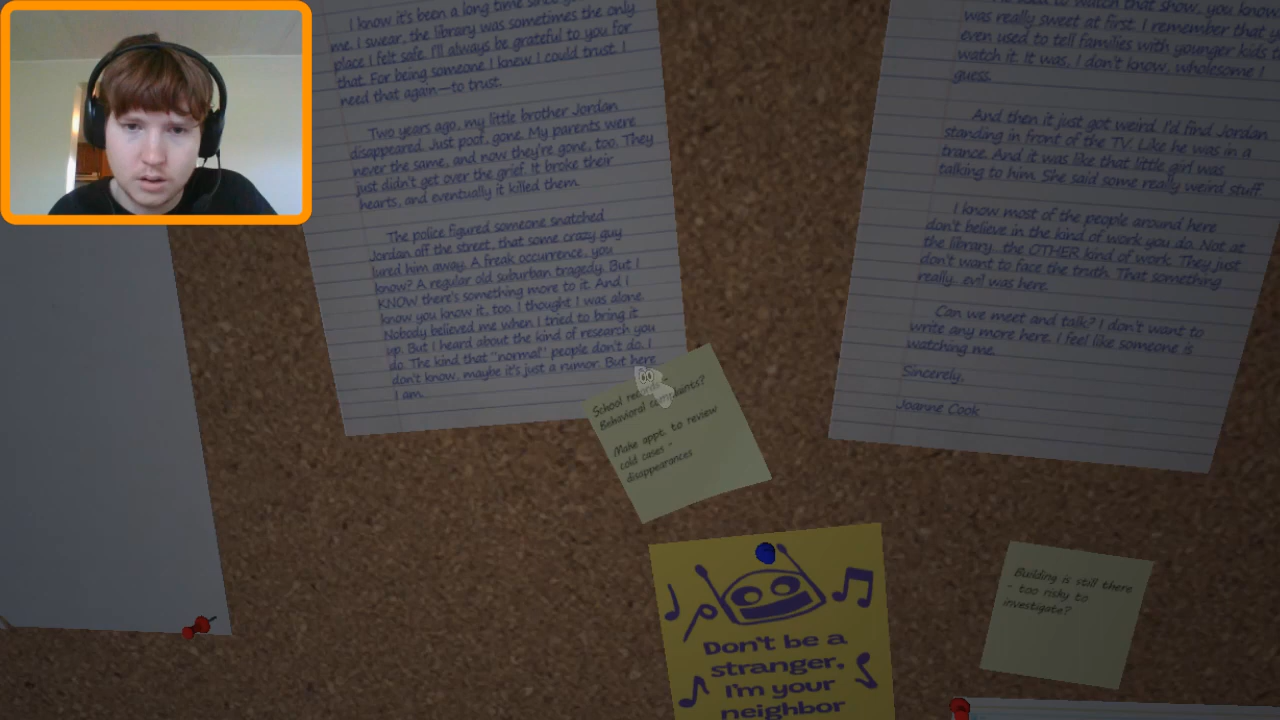 I know it's been a long time since
me. I swear, the library was sometimes the only
place I felt safe. I'll always be grateful to you for
that. For being someone I knew I could trust. I
need that again—to trust.
Two years ago, my little brother Jordan
disappeared. Just poof, gone. My parents were
never the same, and now they're gone, too. They
just didn't get over the grief. It broke their
hearts, and eventually it killed them.
The police figured someone snatched
Jordan off the street, that some crazy guy
lured him away. A freak occurrence, you
know? A regular old suburban tragedy. But I
KNOW there's something more to it. And I
know you know it, too. I thought I was alone.
Nobody believed me when I tried to bring it
up. But I heard about the kind of research you
do. The kind that "normal" people don't do. I
don't know, maybe it's just a rumor. But here
I am.
to watch that show, you know
was really sweet at first. I remember that
even used to tell families with younger kids
watch it. It was, I don't know, wholesome I
guess.
And then it just got weird. I'd find Jordan
standing in front of the TV. Like he was in a
trance. And it was like that little girl was
talking to him. She said some really weird stuff.
I know most of the people around here
don't believe in the kind of work you do. Not at
the library, the OTHER kind of work. They just
don't want to face the truth. That something
really.. evil was here.
Can we meet and talk? I don't want to
write any more here. I feel like someone is
watching me.
Sincerely,
Joanne Cook
School
Behavioral complaints?
Make appt. to review
cold cases -
disappearances
Don't be a
stranger.
I'm your
neighbor
Building is still there
- too risky to
investigate?